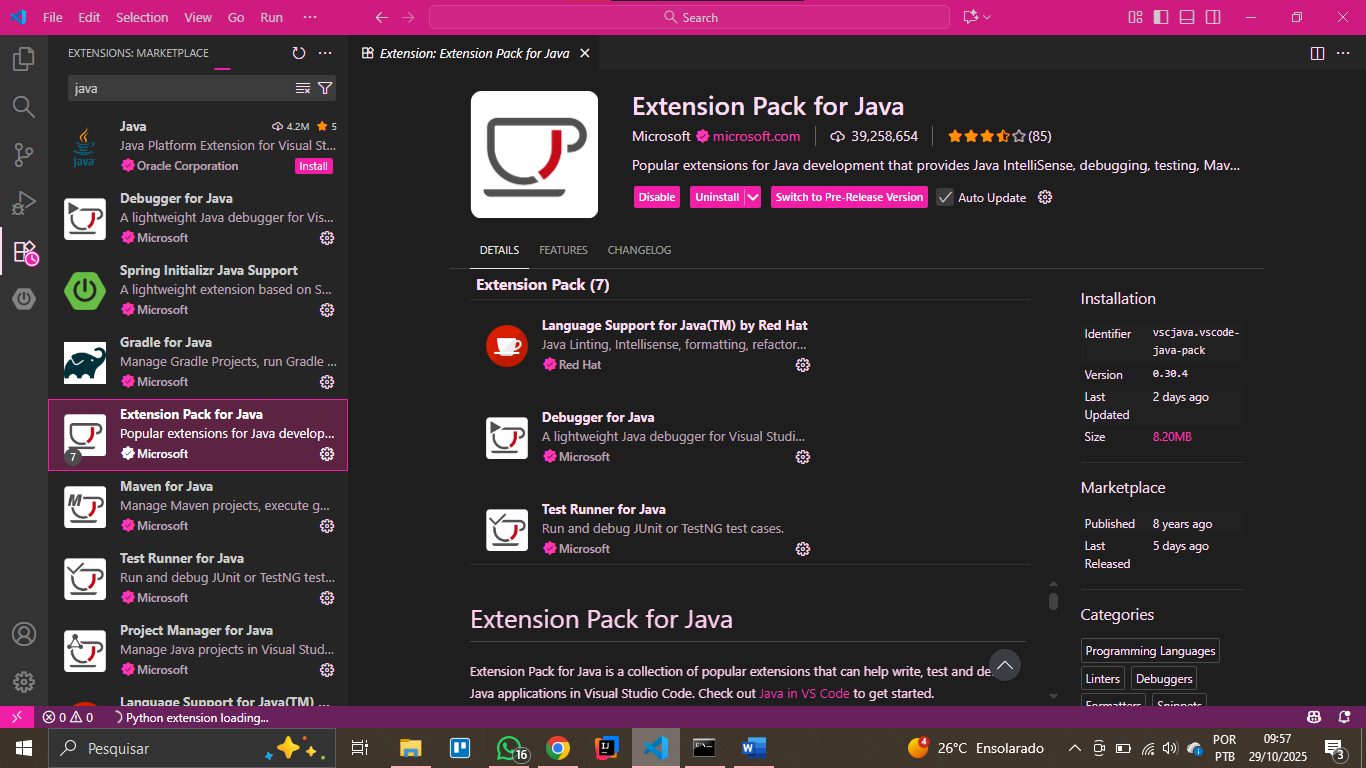 File Edit Selection View Go Run ···
Search
EXTENSIONS: MARKETPLACE
java
Java 4.2M 5
Java Platform Extension for Visual St...
Oracle Corporation Install
Debugger for Java
A lightweight Java debugger for Vis...
Microsoft
Spring Initializr Java Support
A lightweight extension based on S...
Microsoft
Gradle for Java
Manage Gradle Projects, run Gradle ...
Microsoft
Extension Pack for Java
Popular extensions for Java develop...
7
Microsoft
Maven for Java
Manage Maven projects, execute g...
Microsoft
Test Runner for Java
Run and debug JUnit or TestNG test...
Microsoft
Project Manager for Java
Manage Java projects in Visual Stud...
Microsoft
Language Support for Java(TM) ...
Extension: Extension Pack for Java
Extension Pack for Java
Microsoft microsoft.com 39,258,654 (85)
Popular extensions for Java development that provides Java IntelliSense, debugging, testing, Mav...
Disable Uninstall Switch to Pre-Release Version Auto Update
DETAILS FEATURES CHANGELOG
Extension Pack (7)
Language Support for Java(TM) by Red Hat
Java Linting, Intellisense, formatting, refactor...
Red Hat
Debugger for Java
A lightweight Java debugger for Visual Studi...
Microsoft
Test Runner for Java
Run and debug JUnit or TestNG test cases.
Microsoft
Extension Pack for Java
Extension Pack for Java is a collection of popular extensions that can help write, test and de
Java applications in Visual Studio Code. Check out Java in VS Code to get started.
Installation
Identifier vscjava.vscode-
java-pack
Version 0.30.4
Last 2 days ago
Updated
Size 8.20MB
Marketplace
Published 8 years ago
Last 5 days ago
Released
Categories
Programming Languages
Linters Debuggers
Formatters Snippets
0 0 Python extension loading...
Pesquisar 16 4 26°C Ensolarado POR
PTB
09:57
29/10/2025
3